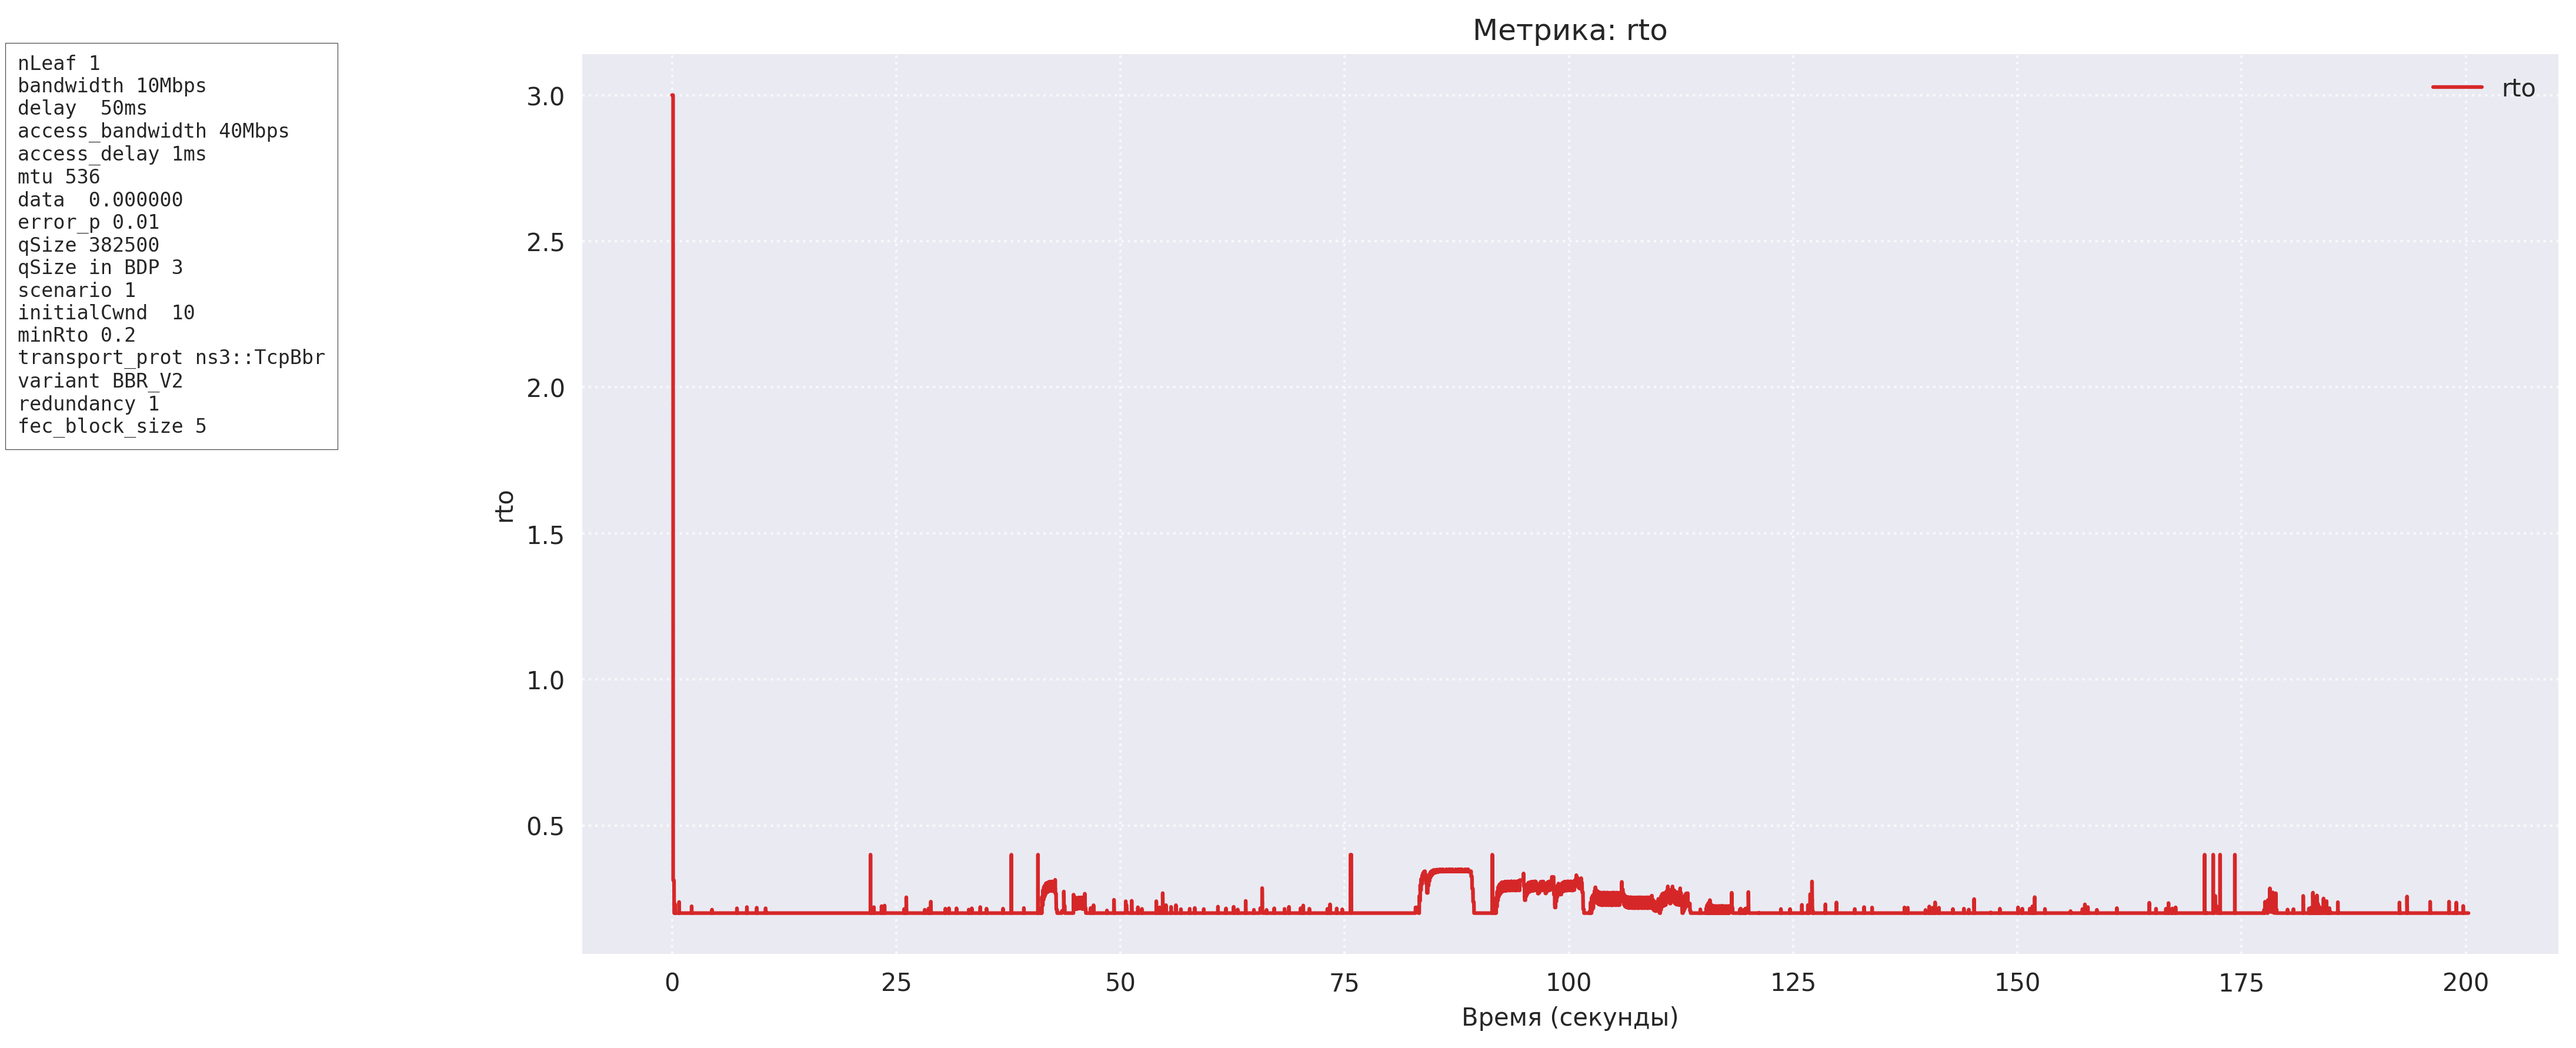 Метрика: rto
nLeaf 1
bandwidth 10Mbps
delay  50ms
access_bandwidth 40Mbps
access_delay 1ms
mtu 536
data  0.000000
error_p 0.01
qSize 382500
qSize in BDP 3
scenario 1
initialCwnd  10
minRto 0.2
transport_prot ns3::TcpBbr
variant BBR_V2
redundancy 1
fec_block_size 5
rto
3.0
2.5
2.0
1.5
1.0
0.5
rto
0 25 50 75 100 125 150 175 200
Время (секунды)